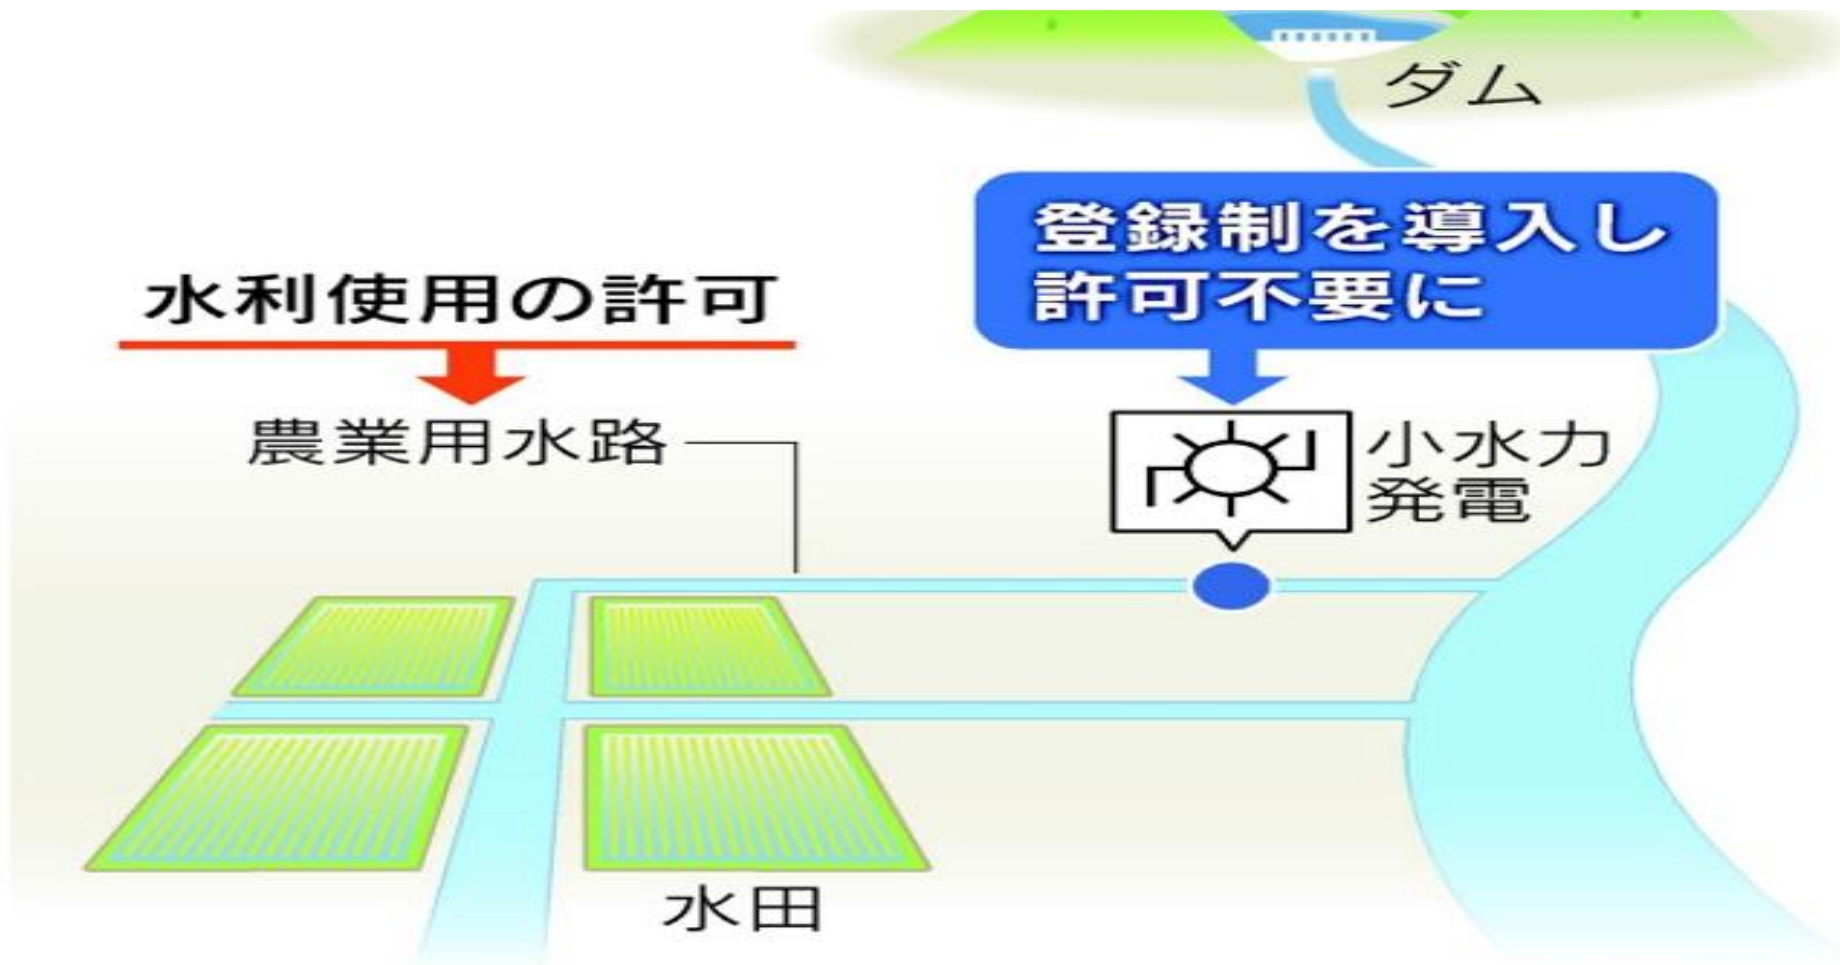 ダム
登録制を導入し
許可不要に
水利使用の許可
農業用水路
小水力
発電
水田